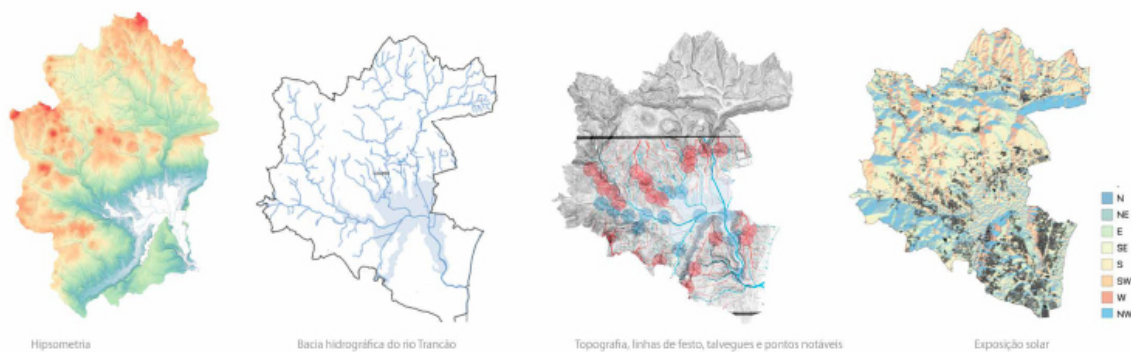 N
NE
E
SE
S
SW
W
NW
Hipsometria
Bacia hidrográfica do rio Trancão
Topografia, linhas de festo, talvegues e pontos notáveis
Exposição solar